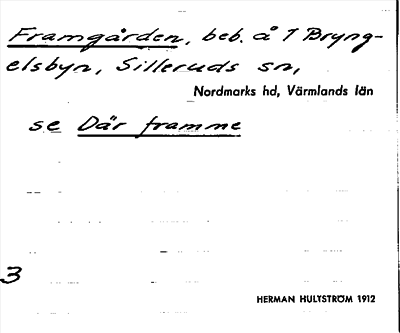 Framgården, beb. å 1 Bryng-
elsbyn, Silleruds sn,
Nordmarks hd, Värmlands län
se Där framme
3
HERMAN HULTSTRÖM 1912